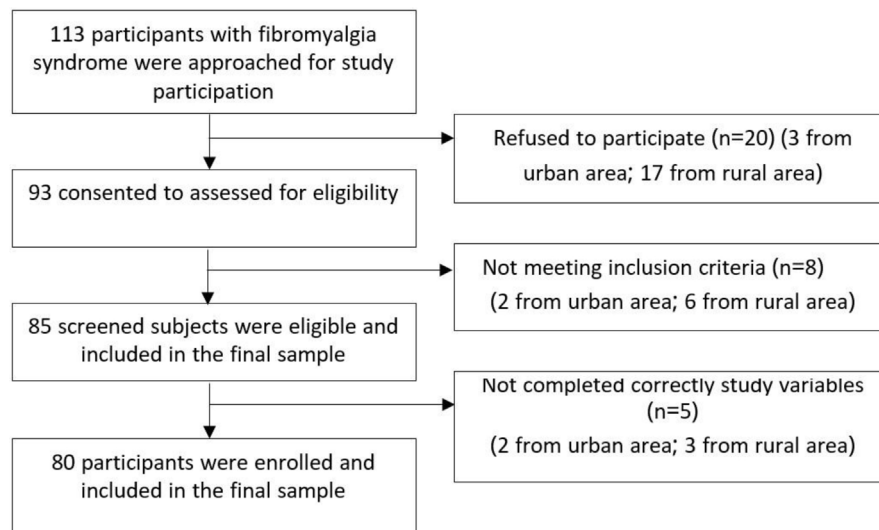 113 participants with fibromyalgia
syndrome were approached for study
participation
Refused to participate (n=20) (3 from
urban area; 17 from rural area)
93 consented to assessed for eligibility
Not meeting inclusion criteria (n=8)
(2 from urban area; 6 from rural area)
85 screened subjects were eligible and
included in the final sample
Not completed correctly study variables
(n=5)
(2 from urban area; 3 from rural area)
80 participants were enrolled and
included in the final sample